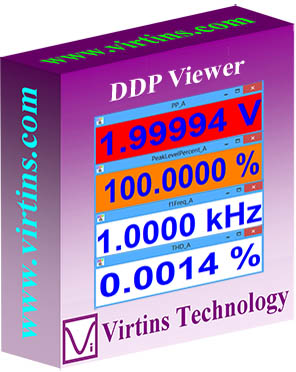 www.virtins.com
www.virtins.com
DDP Viewer
PP_A
1.99994 V
PeakLevelPercent_A
100.0000 %
f1Freq_A
1.0000 kHz
THD_A
0.0014 %
Vi
Virtins Technology